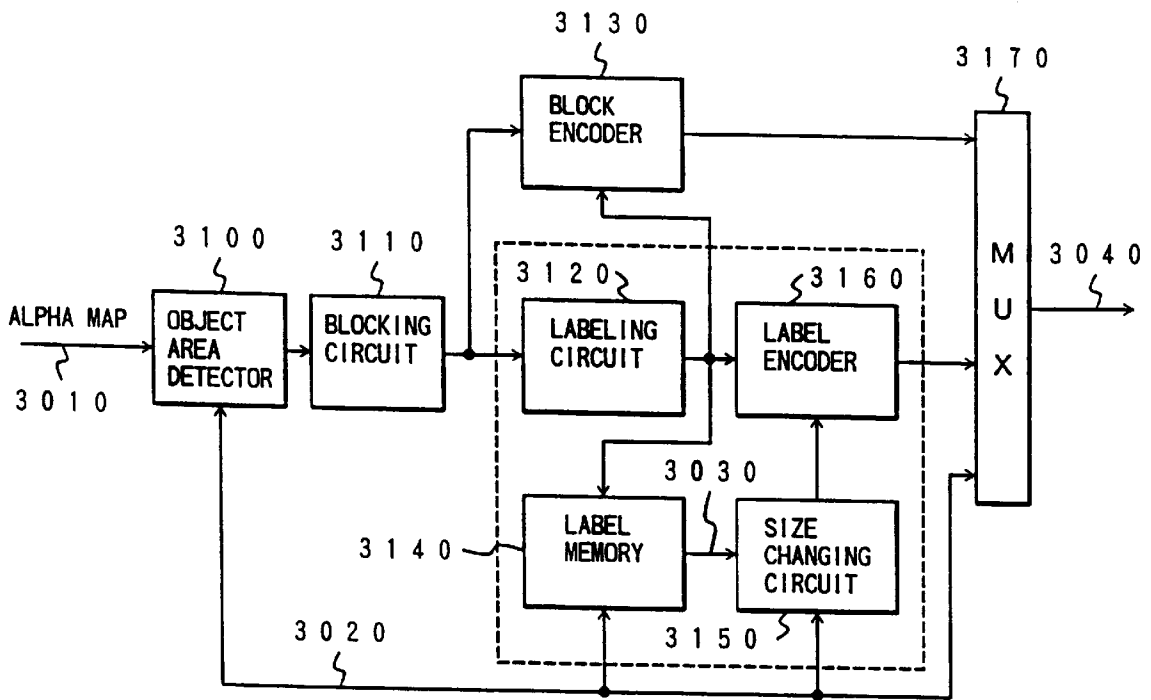 3130
BLOCK
ENCODER
3170
3100
3110
3120
3160
3040
ALPHA MAP
OBJECT
AREA
DETECTOR
BLOCKING
CIRCUIT
LABELING
CIRCUIT
LABEL
ENCODER
M
U
X
3010
3030
3140
LABEL
MEMORY
SIZE
CHANGING
CIRCUIT
3150
3020